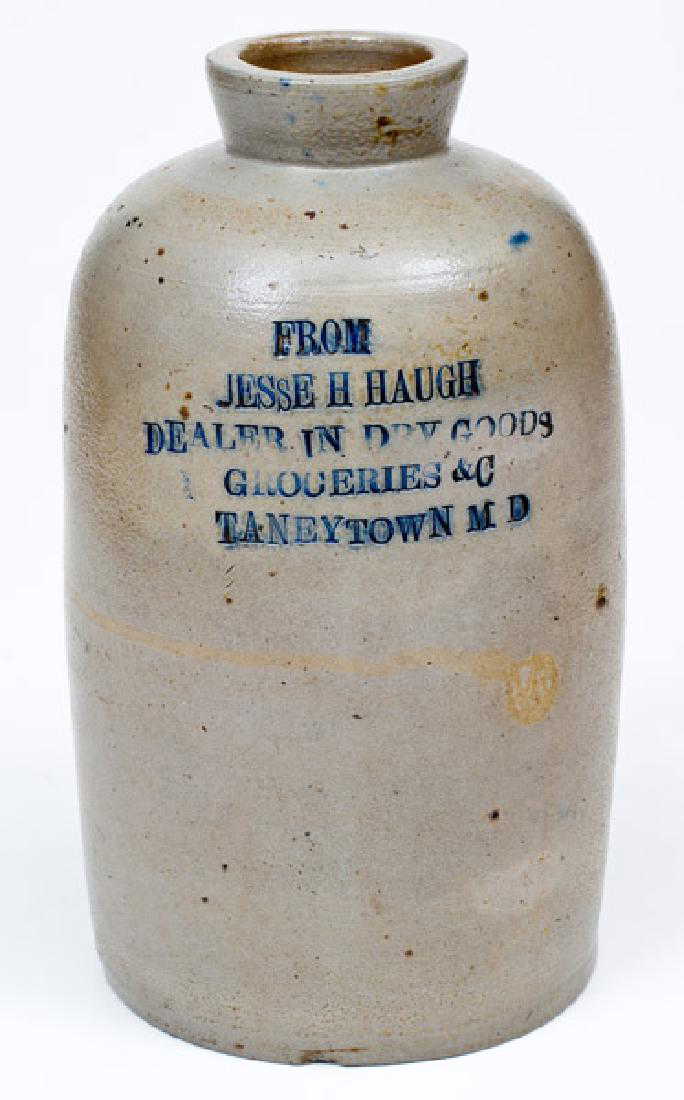 FROM
JESSE H HAUGH
DEALER IN DRY GOODS
GROCERIES &C
TANEYTOWN M D